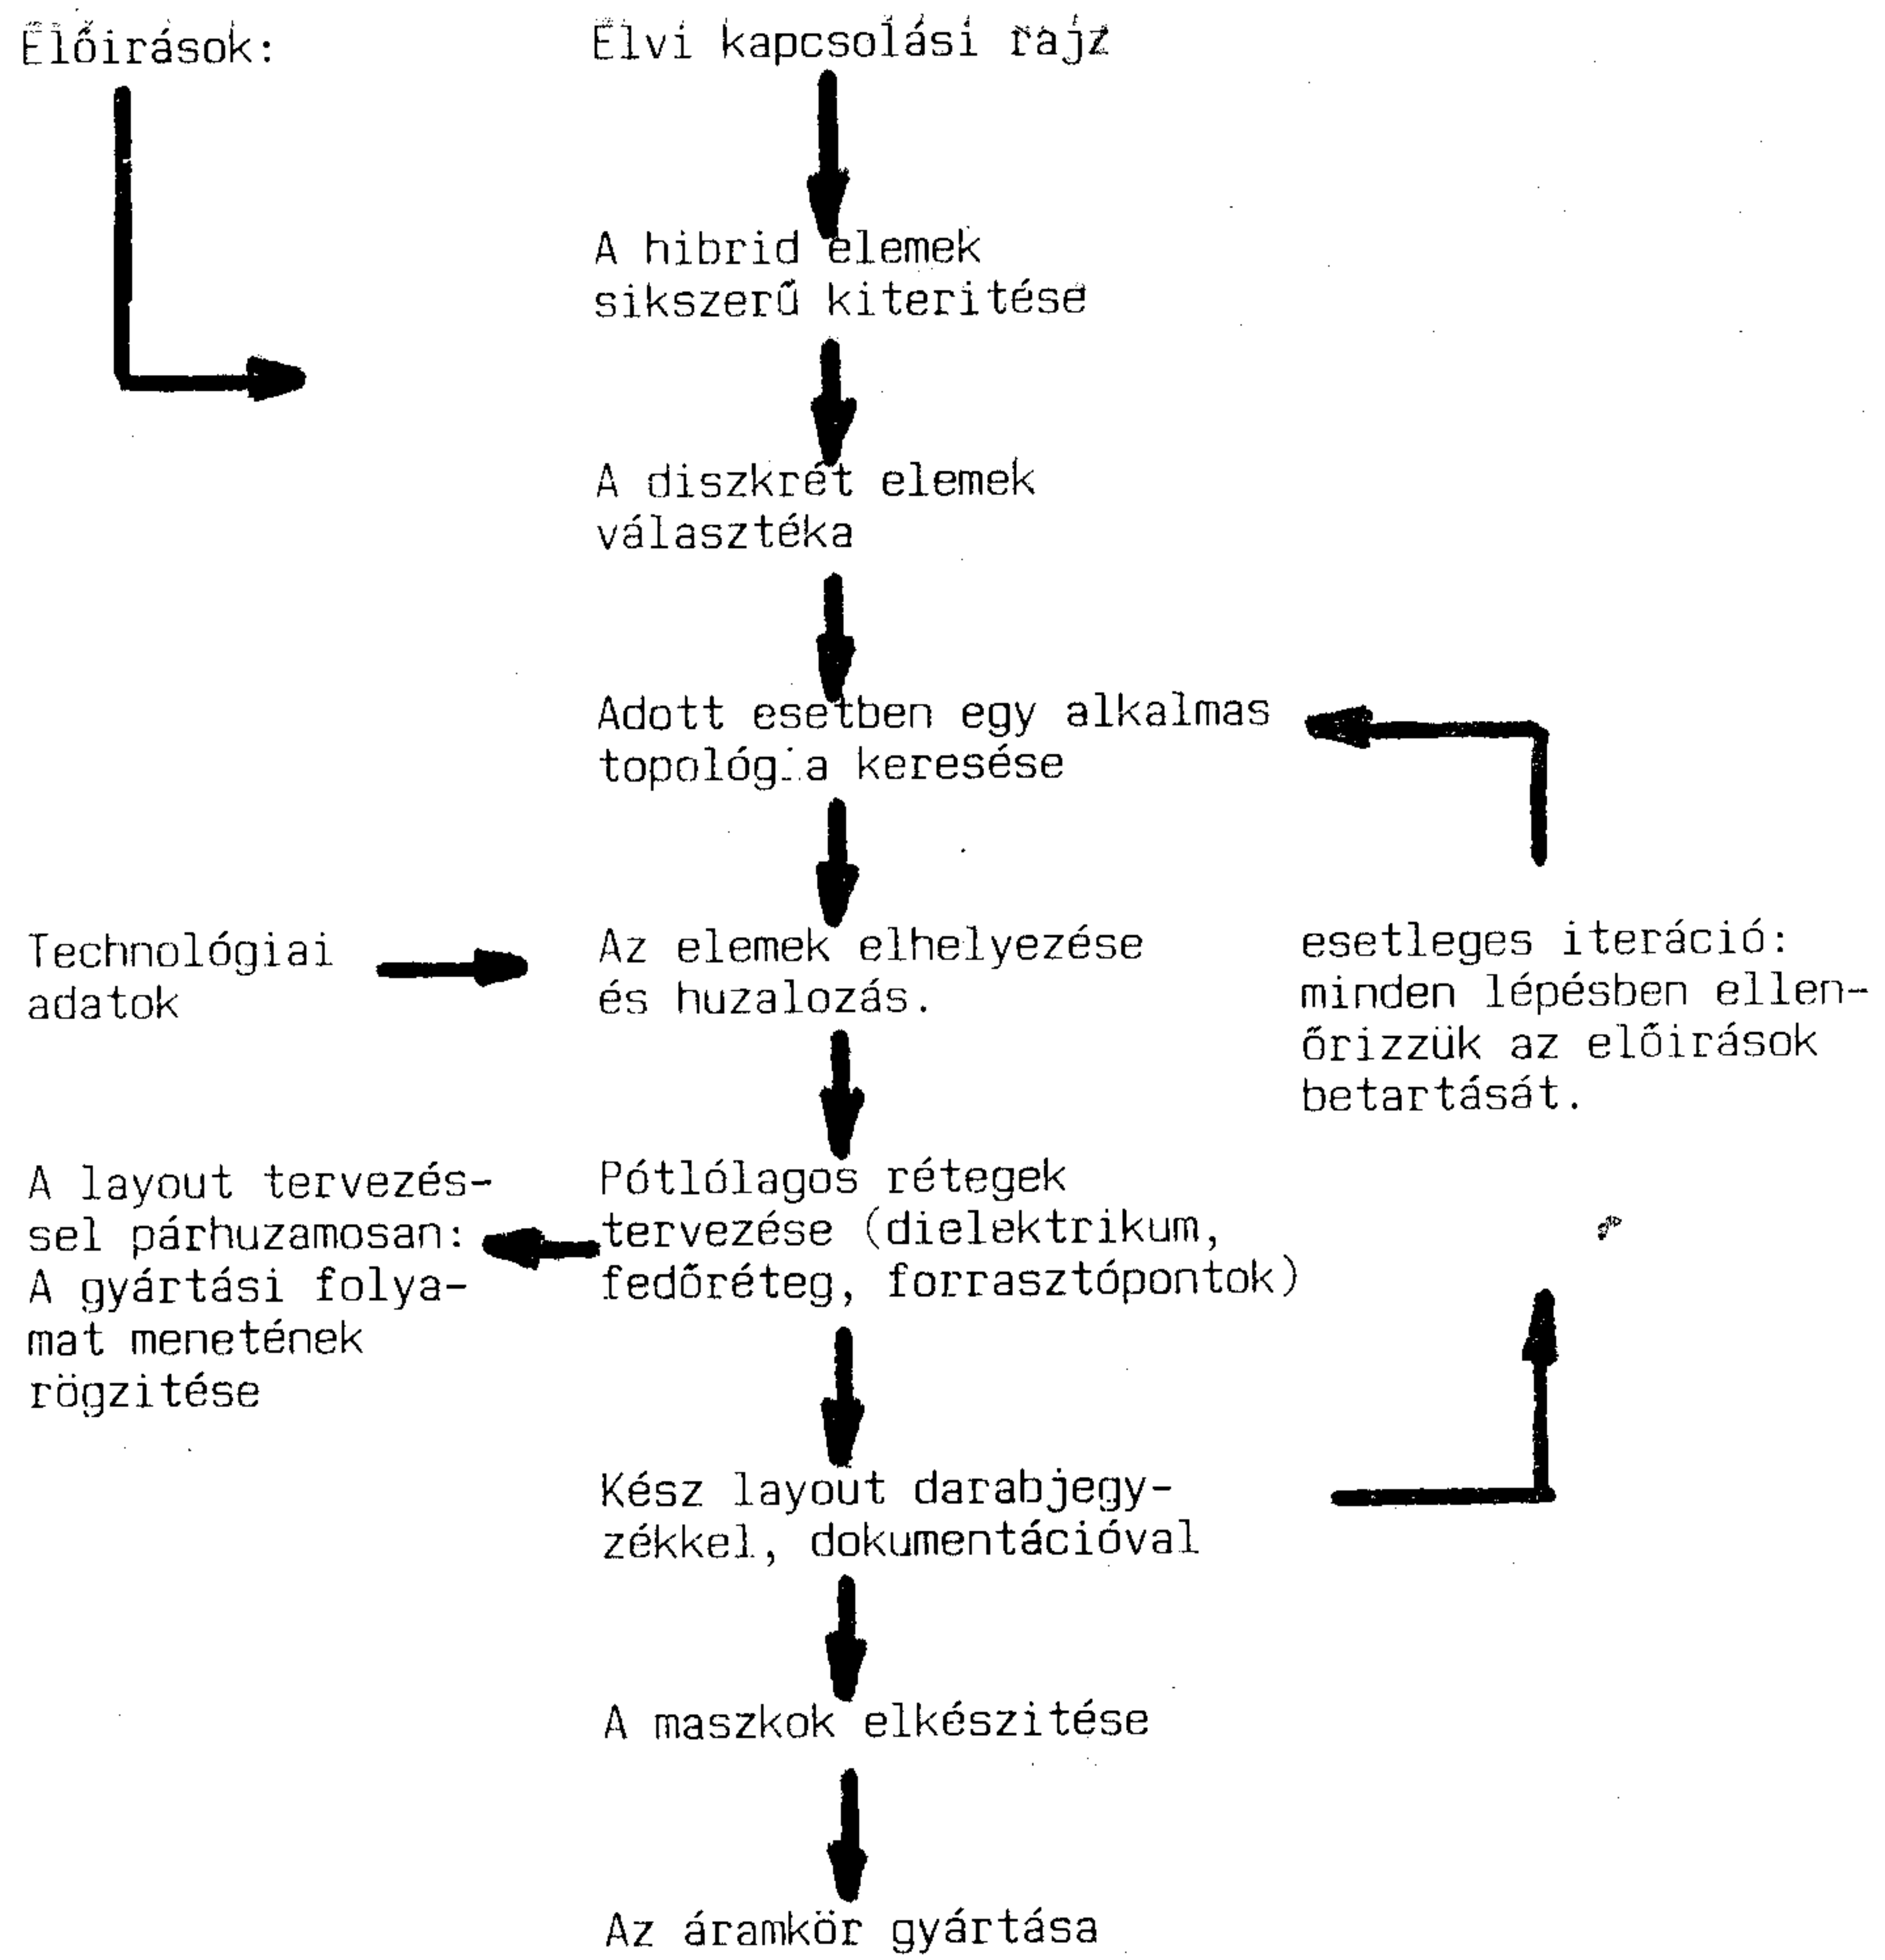 Előirások:
Elvi kapcsolási rajz
A hibrid elemek
sikszerű kiteritése
A diszkrét elemek
választéka
Adott esetben egy alkalmas
topológia keresése
Technológiai
adatok
Az elemek elhelyezése
és huzalozás.
esetleges iteráció:
minden lépésben ellen-
őrizzük az előirások
betartását.
A layout tervezés-
sel párhuzamosan:
A gyártási folya-
mat menetének
rögzitése
Pótlólagos rétegek
tervezése (dielektrikum,
fedőréteg, forrasztópontok)
Kész layout darabjegy-
zékkel, dokumentációval
A maszkok elkészitése
Az áramkör gyártása